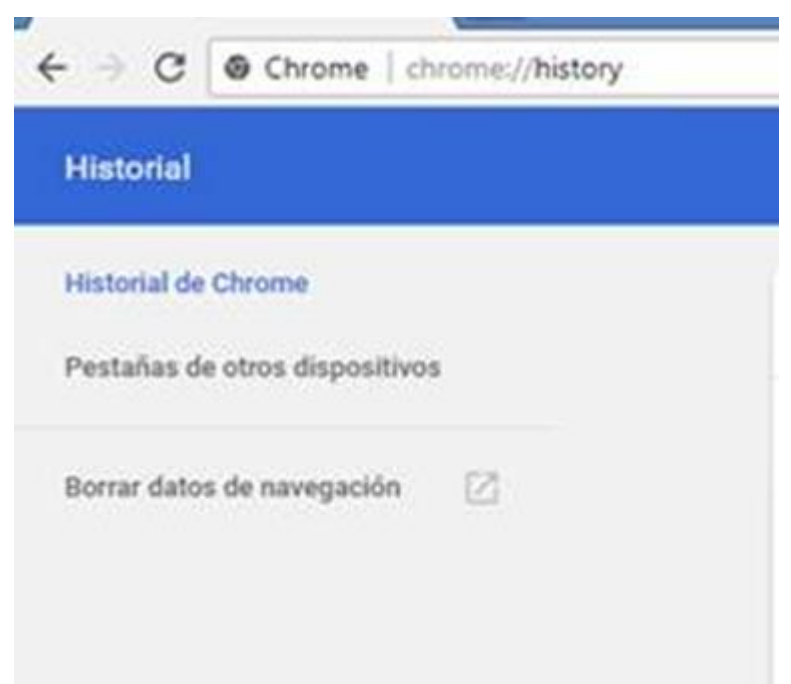 Chrome | chrome://history
Historial
Historial de Chrome
Pestañas de otros dispositivos
Borrar datos de navegación